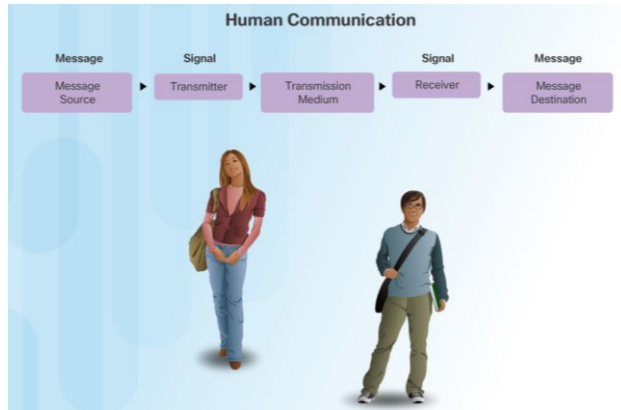 Human Communication
Message
Signal
Signal
Message
Message
Source
Transmitter
Transmission
Medium
Receiver
Message
Destination